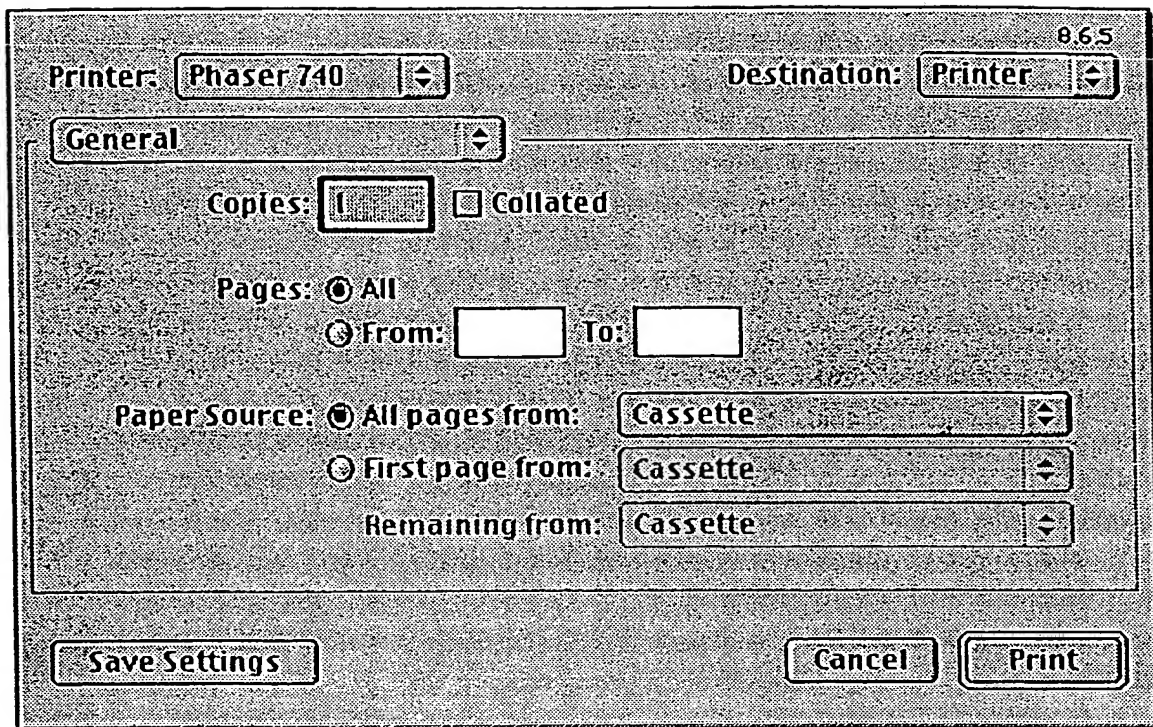 8.6.5
Printer: Phaser 740 Destination: Printer
General
Copies: 1 Collated
Pages: All
From: To:
Paper Source: All pages from: Cassette
First page from: Cassette
Remaining from: Cassette
Save Settings Cancel Print